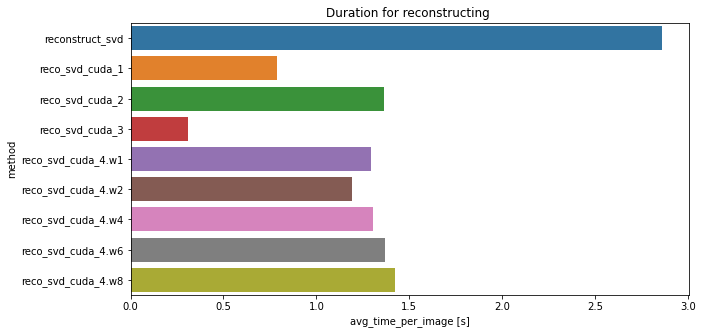 Duration for reconstructing
method
reconstruct_svd
reco_svd_cuda_1
reco_svd_cuda_2
reco_svd_cuda_3
reco_svd_cuda_4.w1
reco_svd_cuda_4.w2
reco_svd_cuda_4.w4
reco_svd_cuda_4.w6
reco_svd_cuda_4.w8
0.0 0.5 1.0 1.5 2.0 2.5 3.0
avg_time_per_image [s]